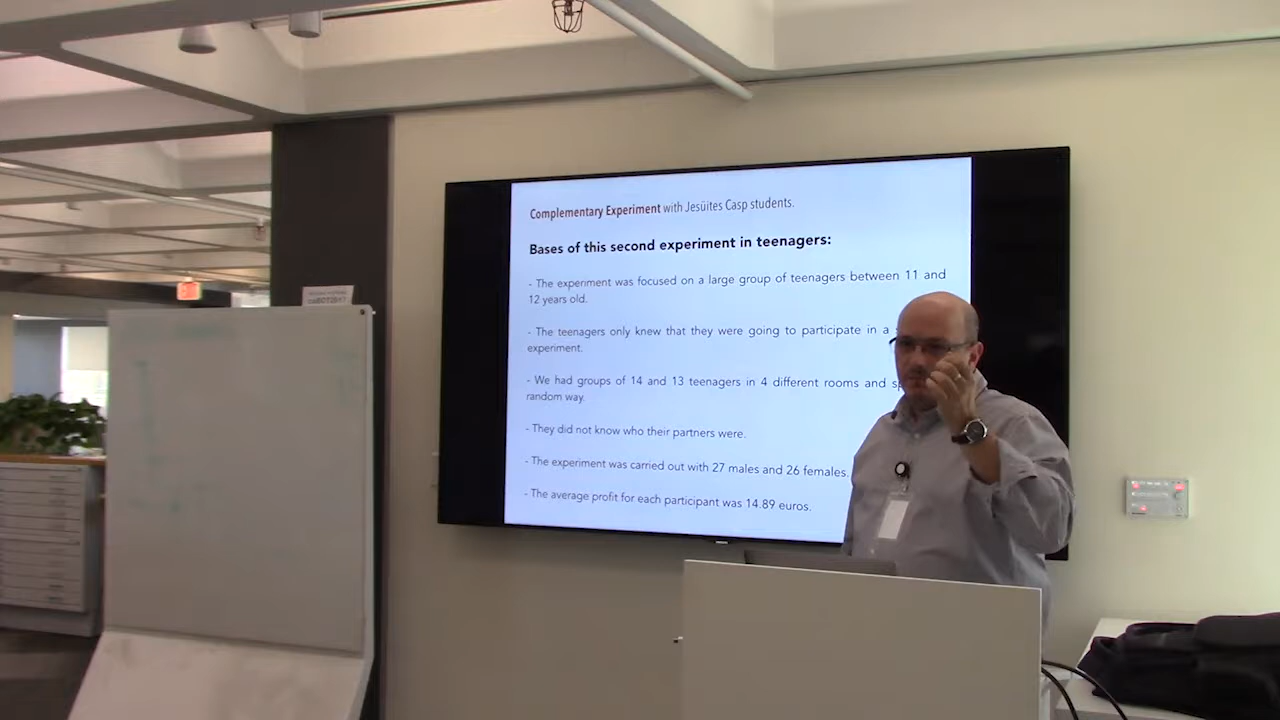 Complementary Experiment with Jesüites Casp students.
Bases of this second experiment in teenagers:
- The experiment was focused on a large group of teenagers between 11 and
12 years old.
- The teenagers only knew that they were going to participate in a
experiment.
- We had groups of 14 and 13 teenagers in 4 different rooms and
random way.
- They did not know who their partners were.
- The experiment was carried out with 27 males and 26 females.
- The average profit for each participant was 14.89 euros.